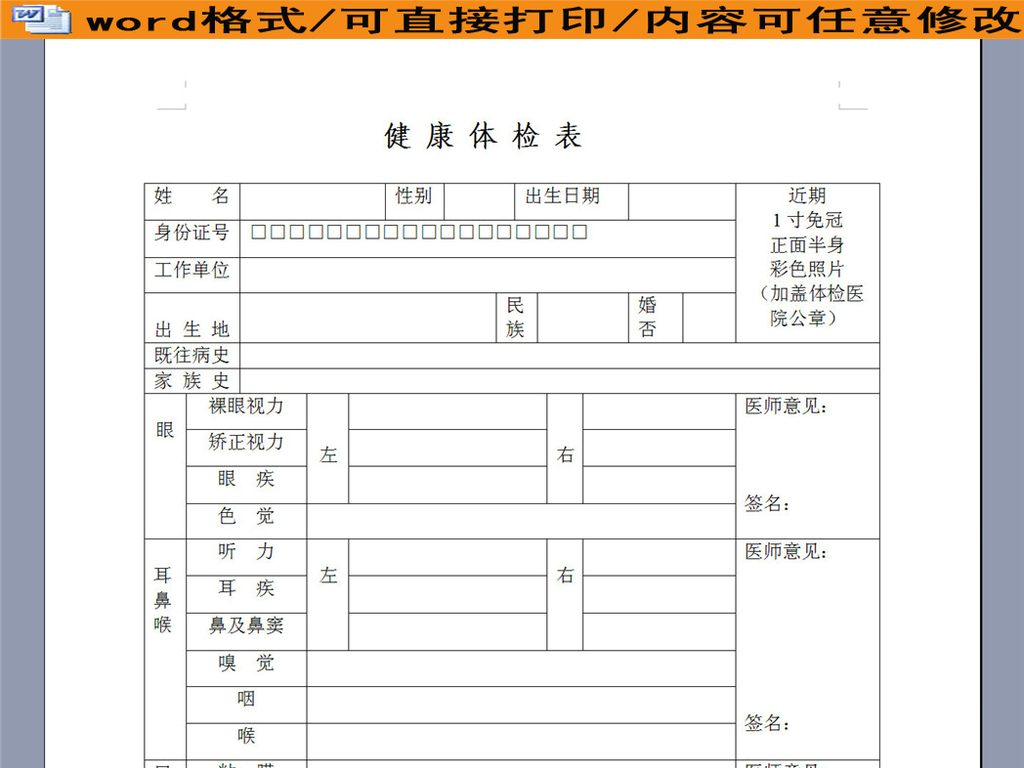 word格式/可直接打印/内容可任意修改
健康体检表
姓 名 性别 出生日期
近期
1寸免冠
正面半身
彩色照片
（加盖体检医
院公章）
身份证号 □□□□□□□□□□□□□□□□□□
工作单位
出生地 民族 婚否
既往病史
家族史
眼
裸眼视力
矫正视力
眼 疾
色 觉
左
右
医师意见：
签名：
耳鼻喉
听 力
耳 疾
鼻及鼻窦
嗅 觉
咽
喉
左
右
医师意见：
签名：